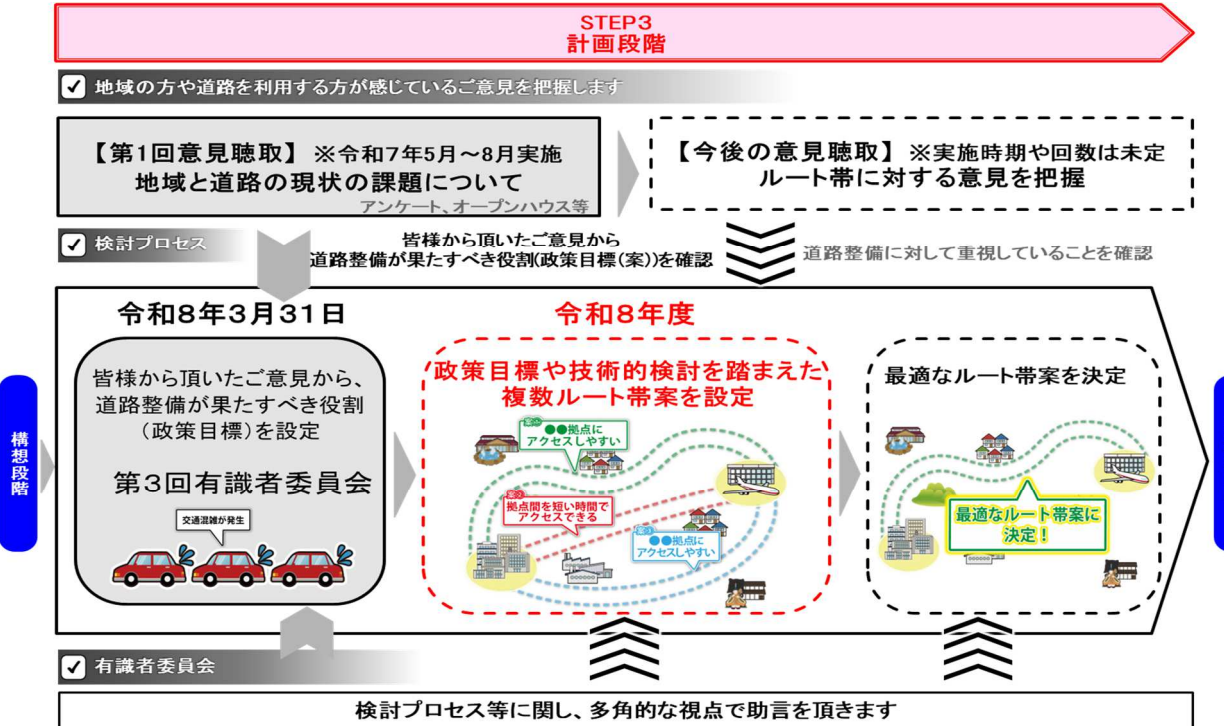 STEP3
計画段階
地域の方や道路を利用する方が感じているご意見を把握します
【第1回意見聴取】 ※令和7年5月～8月実施
地域と道路の現状の課題について
アンケート、オープンハウス等
【今後の意見聴取】 ※実施時期や回数は未定
ルート帯に対する意見を把握
検討プロセス
皆様から頂いたご意見から
道路整備が果たすべき役割(政策目標(案))を確認
道路整備に対して重視していることを確認
構想段階
令和8年3月31日
皆様から頂いたご意見から、
道路整備が果たすべき役割
(政策目標)を設定
第3回有識者委員会
交通混雑が発生
令和8年度
政策目標や技術的検討を踏まえた
複数ルート帯案を設定
●●拠点に
アクセスしやすい
案2
拠点間を短い時間で
アクセスできる
●●拠点に
アクセスしやすい
最適なルート帯案を決定
最適なルート帯案に
決定！
有識者委員会
検討プロセス等に関し、多角的な視点で助言を頂きます